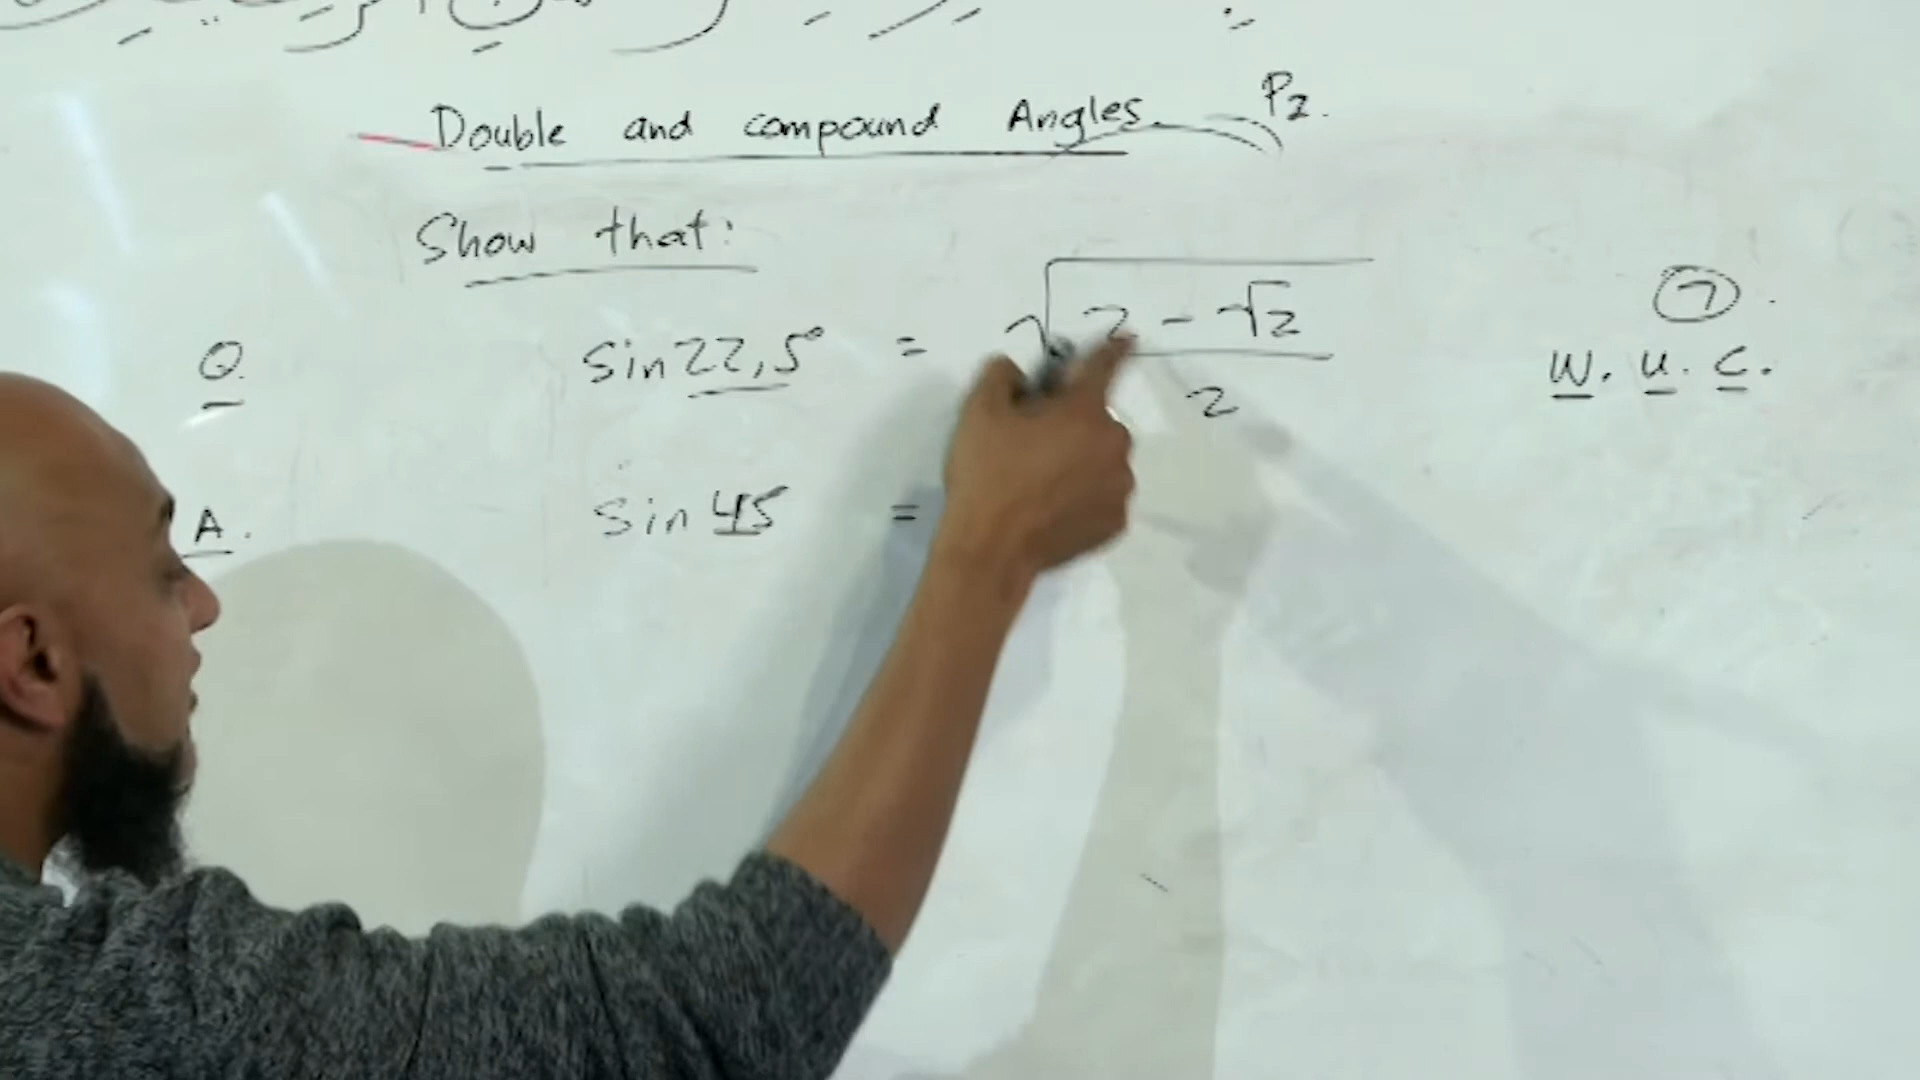 Double and compound Angles. P2.
Show that:
Q. sin 22,5° = √2 - √2 / 2 7.
W. U. C.
A. sin 45 =